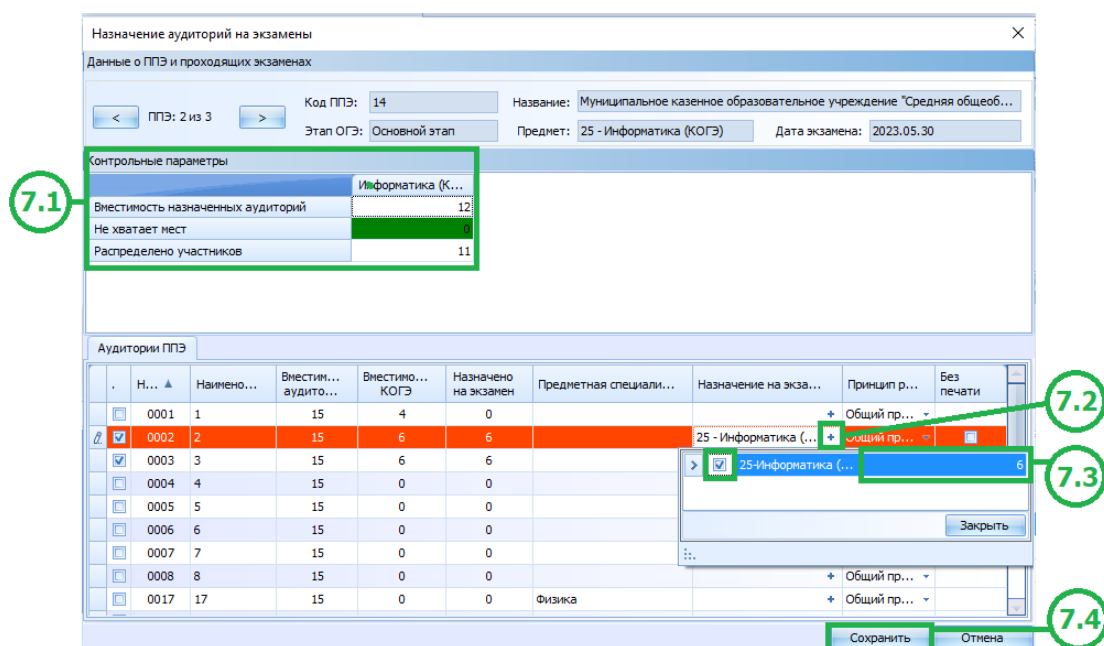 Назначение аудиторий на экзамены
Данные о ППЭ и проходящих экзаменах
< ППЭ: 2 из 3 > Код ППЭ: 14 Название: Муниципальное казенное образовательное учреждение "Средняя общеоб...
Этап ОГЭ: Основной этап Предмет: 25 - Информатика (КОГЭ) Дата экзамена: 2023.05.30
Контрольные параметры
Информатика (К...
7.1
Вместимость назначенных аудиторий 12
Не хватает мест 0
Распределено участников 11
Аудитории ППЭ
. Н... Наимено... Вместим... аудито... Вместимо... КОГЭ Назначено на экзамен Предметная специали... Назначение на экза... Принцип р... Без печати
7.2
0001 1 15 4 0 + Общий пр...
0002 2 15 6 6 25 - Информатика (... + Общий пр...
0003 3 15 6 6 > 25-Информатика (... 6
7.3
0004 4 15 0 0
0005 5 15 0 0
0006 6 15 0 0 Закрыть
0007 7 15 0 0
0008 8 15 0 0 + Общий пр...
0017 17 15 0 0 Физика + Общий пр...
7.4
Сохранить Отмена